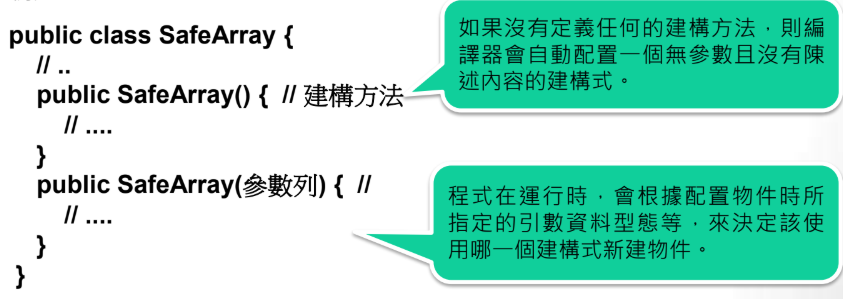 public class SafeArray {
// ..
public SafeArray() { // 建構方法
// ....
}
public SafeArray(參數列) { //
// ....
}
}
如果沒有定義任何的建構方法，則編
譯器會自動配置一個無參數且沒有陳
述內容的建構式。
程式在運行時，會根據配置物件時所
指定的引數資料型態等，來決定該使
用哪一個建構式新建物件。